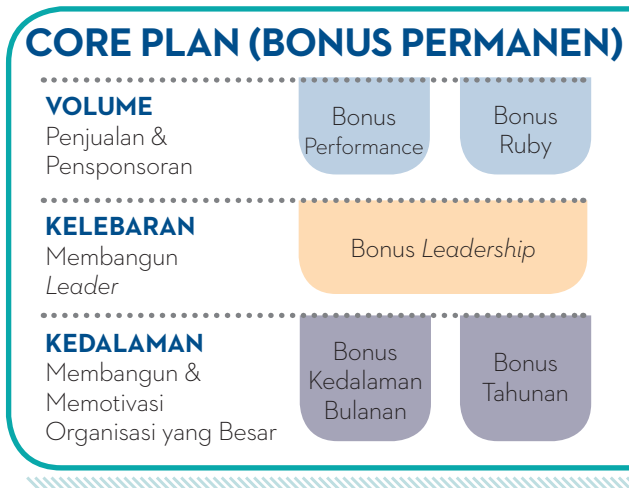 CORE PLAN (BONUS PERMANEN)
VOLUME
Penjualan &
Pensponsoran
Bonus
Performance
Bonus
Ruby
KELEBARAN
Membangun
Leader
Bonus Leadership
KEDALAMAN
Membangun &
Memotivasi
Organisasi yang Besar
Bonus
Kedalaman
Bulanan
Bonus
Tahunan